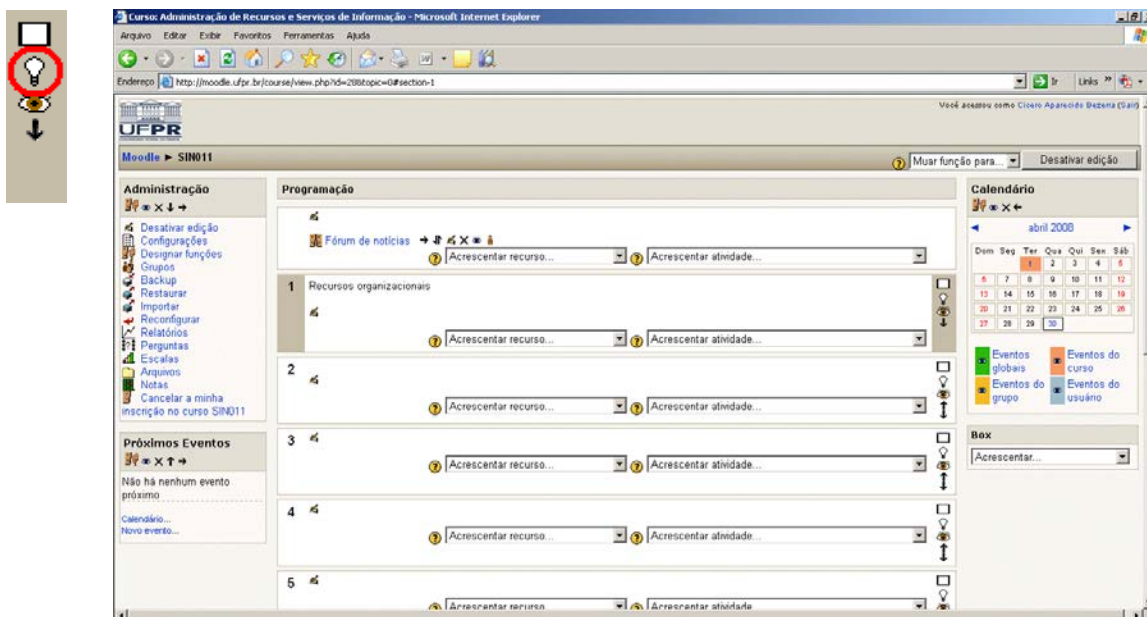 Curso: Administração de Recursos e Serviços de Informação - Microsoft Internet Explorer
Arquivo Editar Exibir Favoritos Ferramentas Ajuda
Endereço http://moodle.ufpr.br/course/view.php?id=288&topic=0#section-1 Ir Links »
UFPR
Você acessou como Cicero Aparecido Bezerra (Sair)
Moodle ► SIN011
Muar função para... Desativar edição
Administração
Desativar edição
Configurações
Designar funções
Grupos
Backup
Restaurar
Importar
Reconfigurar
Relatórios
Perguntas
Escalas
Arquivos
Notas
Cancelar a minha
inscrição no curso SIN011
Próximos Eventos
Não há nenhum evento
próximo
Calendário...
Novo evento...
Programação
Fórum de notícias
Acrescentar recurso... Acrescentar atividade...
1 Recursos organizacionais
Acrescentar recurso... Acrescentar atividade...
2
Acrescentar recurso... Acrescentar atividade...
3
Acrescentar recurso... Acrescentar atividade...
4
Acrescentar recurso... Acrescentar atividade...
5
Acrescentar recurso... Acrescentar atividade...
Calendário
abril 2008
Dom Seg Ter Qua Qui Sex Sáb
1 2 3 4 5
6 7 8 9 10 11 12
13 14 15 16 17 18 19
20 21 22 23 24 25 26
27 28 29 30
Eventos globais
Eventos do curso
Eventos do grupo
Eventos do usuário
Box
Acrescentar...